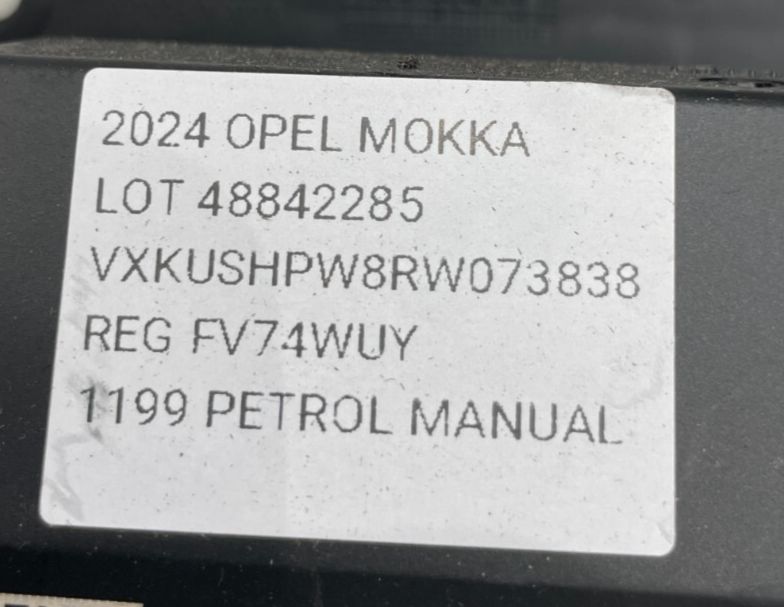 2024 OPEL MOKKA
LOT 48842285
VXKUSHPW8RW073838
REG FV74WUY
1199 PETROL MANUAL